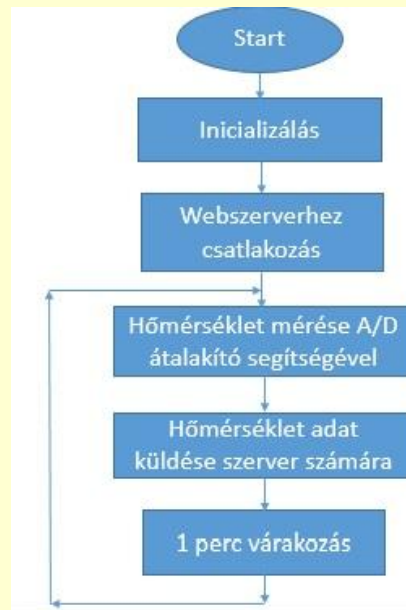 Start
Inicializálás
Webszerverhez
csatlakozás
Hőmérséklet mérése A/D
átalakító segítségével
Hőmérséklet adat
küldése szerver számára
1 perc várakozás